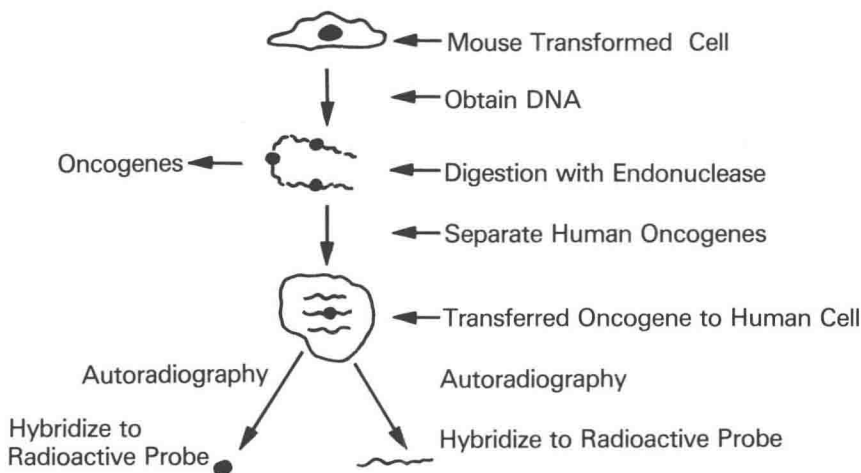 Mouse Transformed Cell
Obtain DNA
Oncogenes
Digestion with Endonuclease
Separate Human Oncogenes
Transferred Oncogene to Human Cell
Autoradiography
Autoradiography
Hybridize to
Radioactive Probe
Hybridize to Radioactive Probe